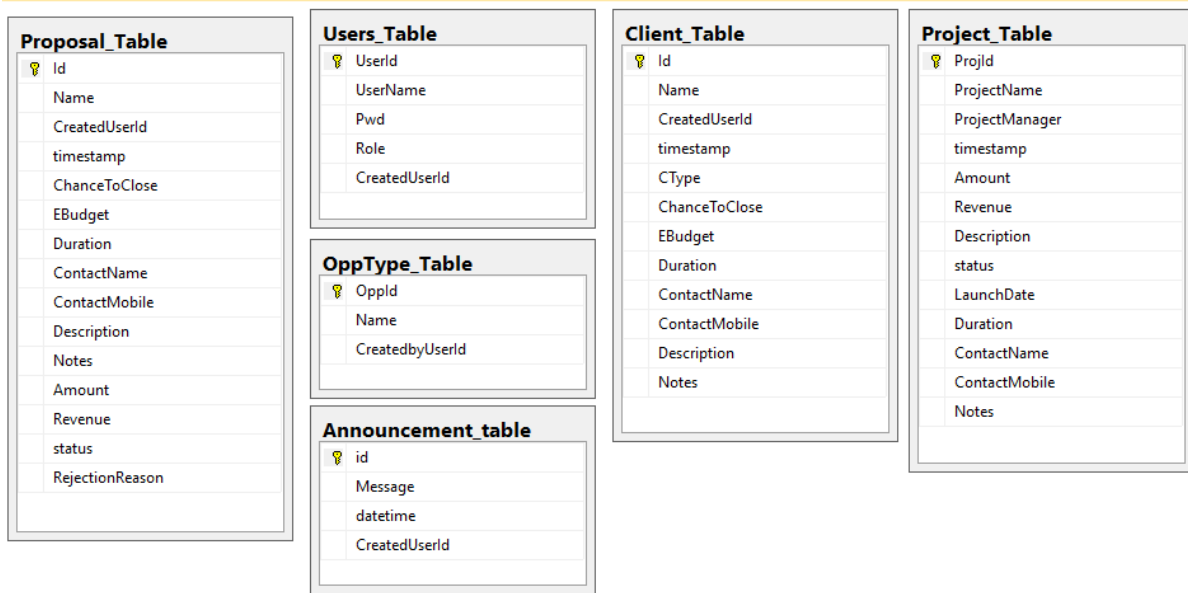 Proposal_Table
Id
Name
CreatedUserId
timestamp
ChanceToClose
EBudget
Duration
ContactName
ContactMobile
Description
Notes
Amount
Revenue
status
RejectionReason
Users_Table
UserId
UserName
Pwd
Role
CreatedUserId
OppType_Table
OppId
Name
CreatedbyUserId
Announcement_table
id
Message
datetime
CreatedUserId
Client_Table
Id
Name
CreatedUserId
timestamp
CType
ChanceToClose
EBudget
Duration
ContactName
ContactMobile
Description
Notes
Project_Table
ProjId
ProjectName
ProjectManager
timestamp
Amount
Revenue
Description
status
LaunchDate
Duration
ContactName
ContactMobile
Notes